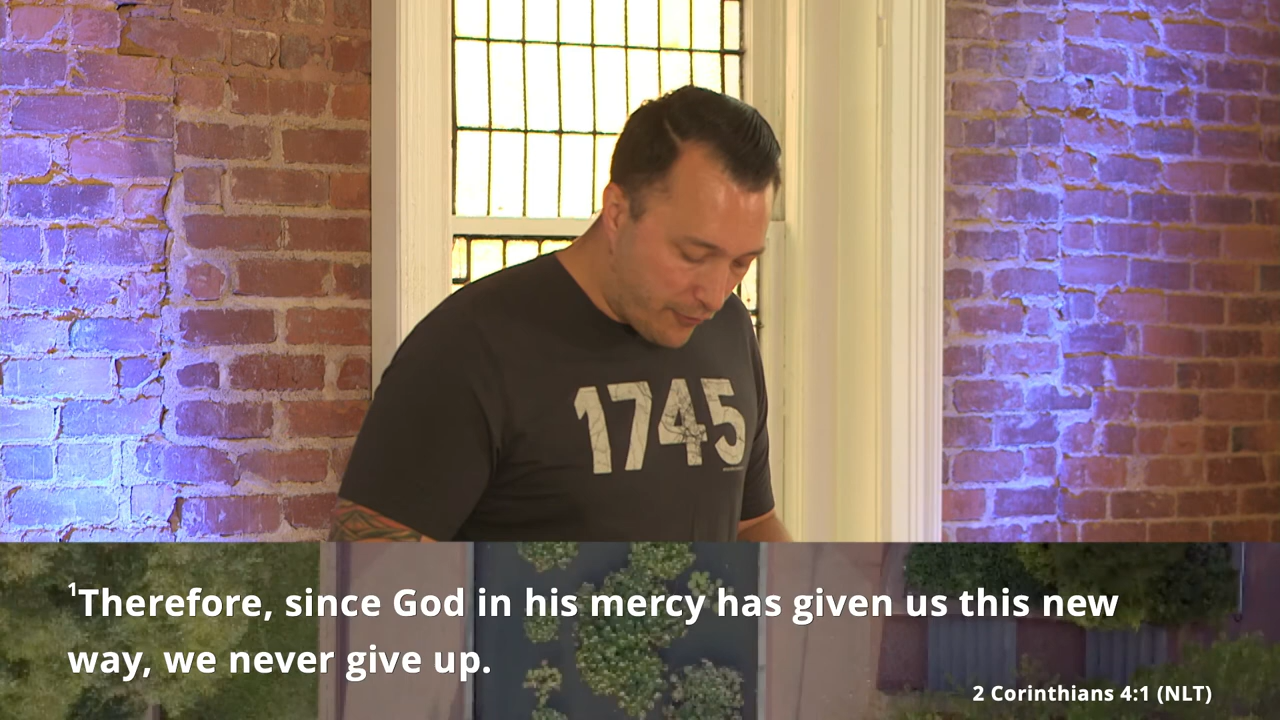 1745
¹Therefore, since God in his mercy has given us this new
way, we never give up.
2 Corinthians 4:1 (NLT)